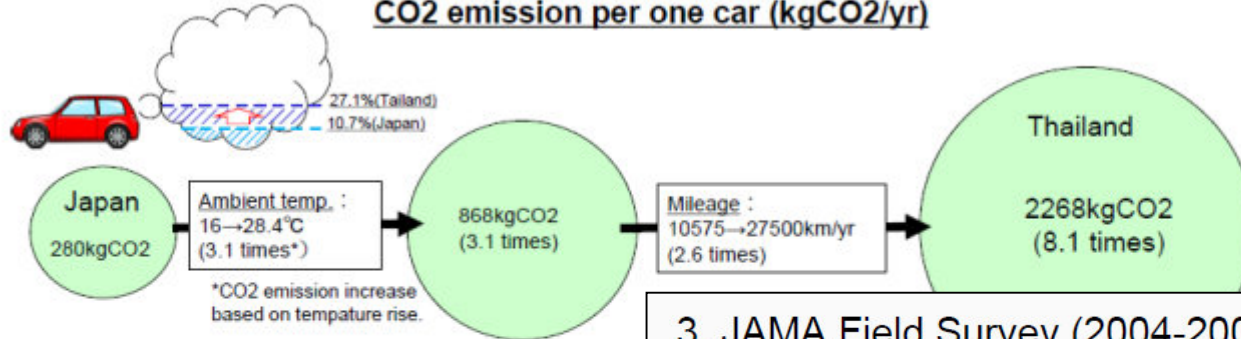 CO2 emission per one car (kgCO2/yr)
27.1%(Tailand)
10.7%(Japan)
Japan
280kgCO2
Ambient temp. :
16→28.4℃
(3.1 times*)
*CO2 emission increase
based on tempature rise.
868kgCO2
(3.1 times)
Mileage :
10575→27500km/yr
(2.6 times)
Thailand
2268kgCO2
(8.1 times)
3. JAMA Field Survey (2004-200